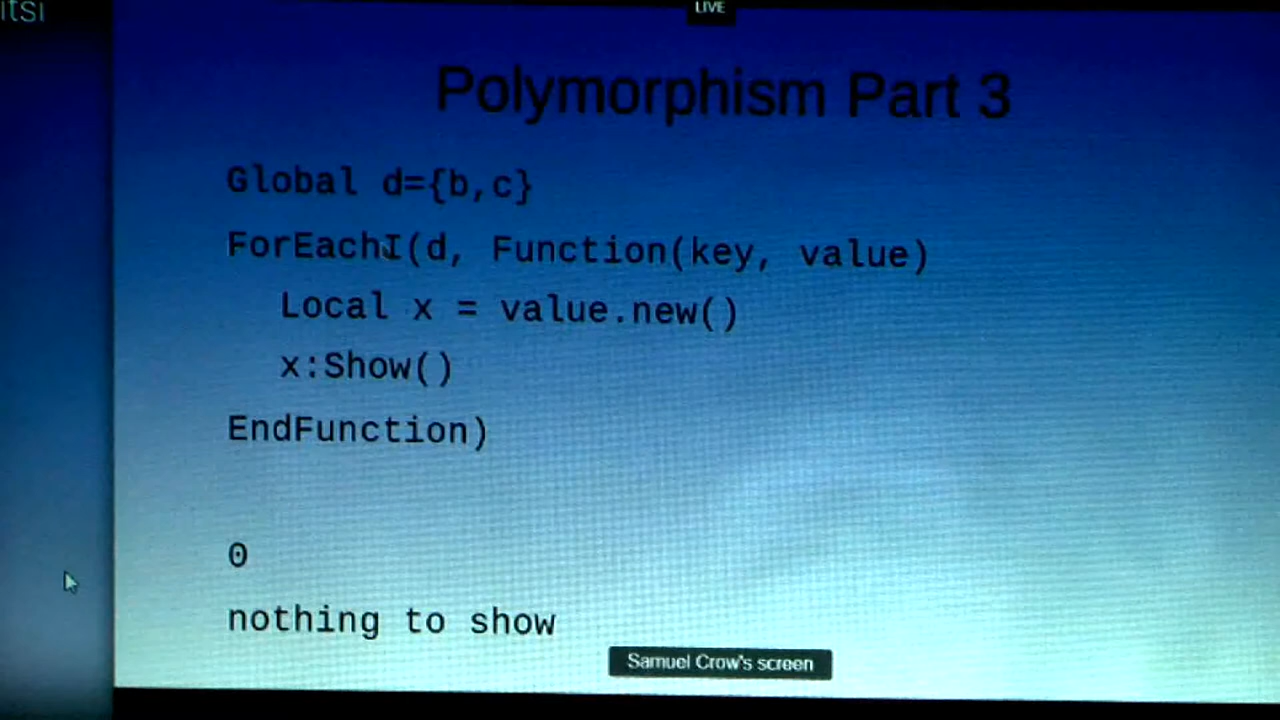 itsi
LIVE
Polymorphism Part 3
Global d={b,c}
ForEachI(d, Function(key, value)
Local x = value.new()
x:Show()
EndFunction)
0
nothing to show
Samuel Crow's screen